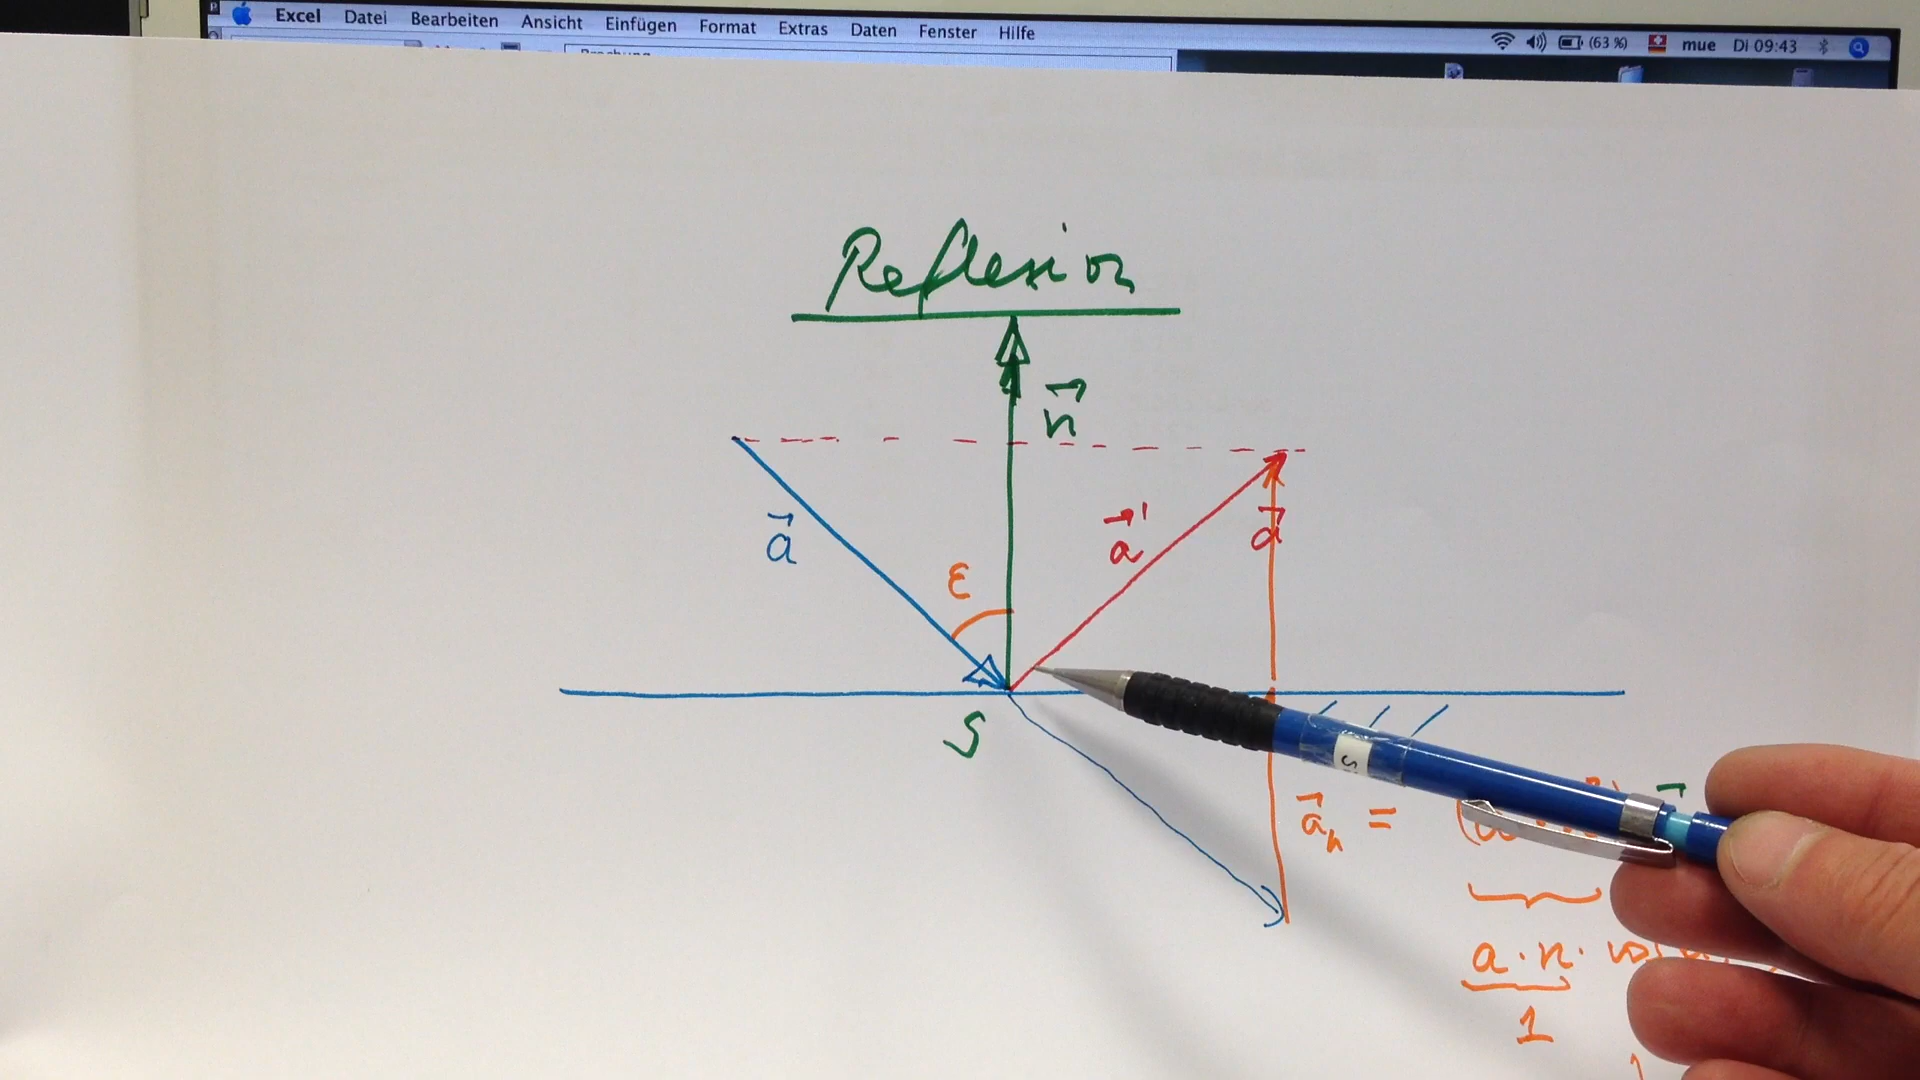 Excel Datei Bearbeiten Ansicht Einfügen Format Extras Daten Fenster Hilfe
(63 %) mue Di 09:43
Reflexion
n⃗
a⃗
a⃗'
d⃗
ε
S
a⃗ₙ =
a · n ·
1